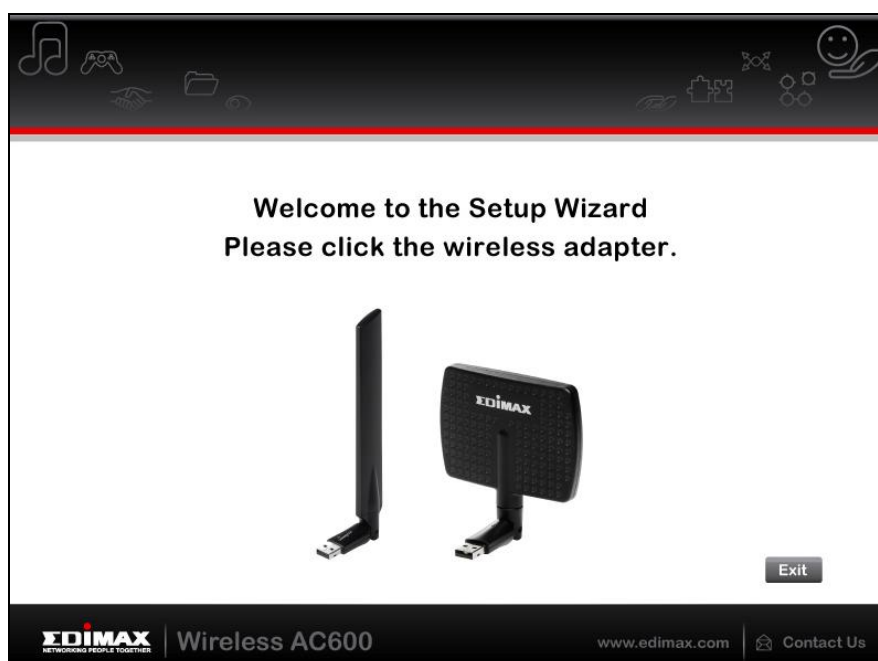 Welcome to the Setup Wizard
Please click the wireless adapter.
EDIMAX
Exit
EDIMAX
NETWORKING PEOPLE TOGETHER
Wireless AC600
www.edimax.com
Contact Us